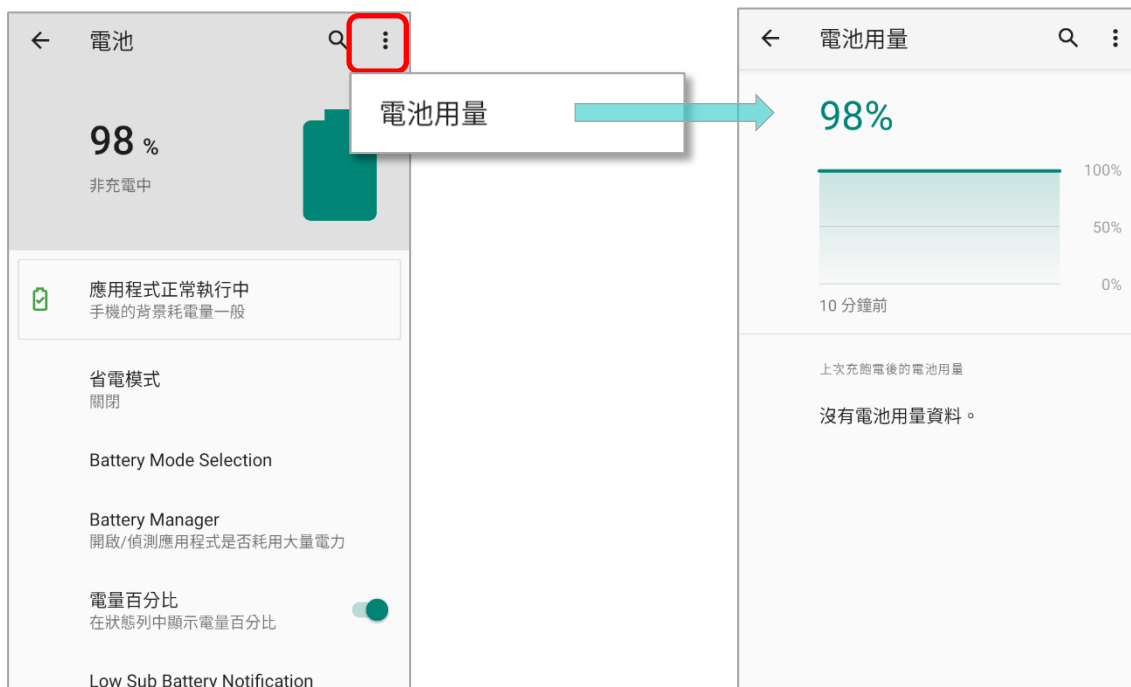 電池
電池用量
98 %
非充電中
應用程式正常執行中
手機的背景耗電量一般
省電模式
關閉
Battery Mode Selection
Battery Manager
開啟/偵測應用程式是否耗用大量電力
電量百分比
在狀態列中顯示電量百分比
Low Sub Battery Notification
電池用量
98%
100%
50%
0%
10 分鐘前
上次充飽電後的電池用量
沒有電池用量資料。